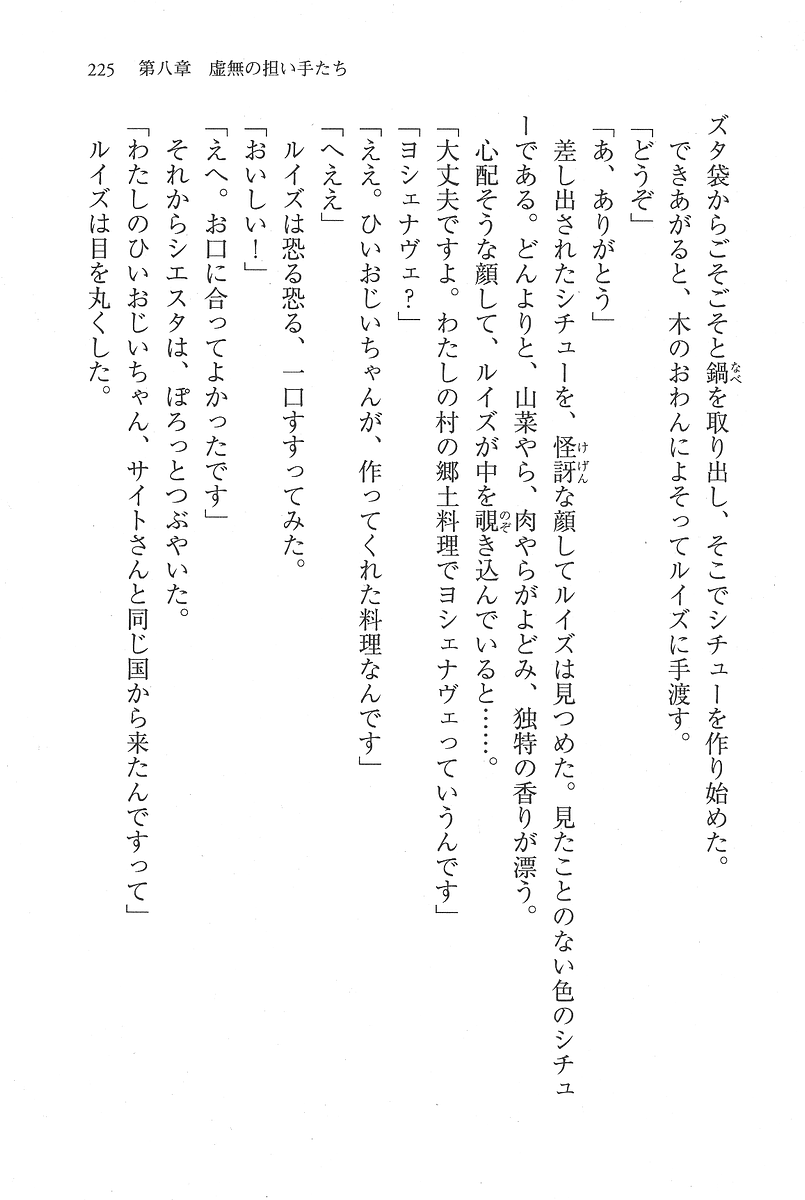 225　第八章　虚無の担い手たち
ズタ袋からごそごそと鍋を取り出し、そこでシチューを作り始めた。
できあがると、木のおわんによそってルイズに手渡す。
「どうぞ」
「あ、ありがとう」
差し出されたシチューを、怪訝な顔してルイズは見つめた。見たことのない色のシチュ
ーである。どんよりと、山菜やら、肉やらがよどみ、独特の香りが漂う。
心配そうな顔して、ルイズが中を覗き込んでいると……。
「大丈夫ですよ。わたしの村の郷土料理でヨシェナヴェっていうんです」
「ヨシェナヴェ？」
「ええ。ひいおじいちゃんが、作ってくれた料理なんです」
「へええ」
ルイズは恐る恐る、一口すすってみた。
「おいしい！」
「えへ。お口に合ってよかったです」
それからシエスタは、ぽろっとつぶやいた。
「わたしのひいおじいちゃん、サイトさんと同じ国から来たんですって」
ルイズは目を丸くした。